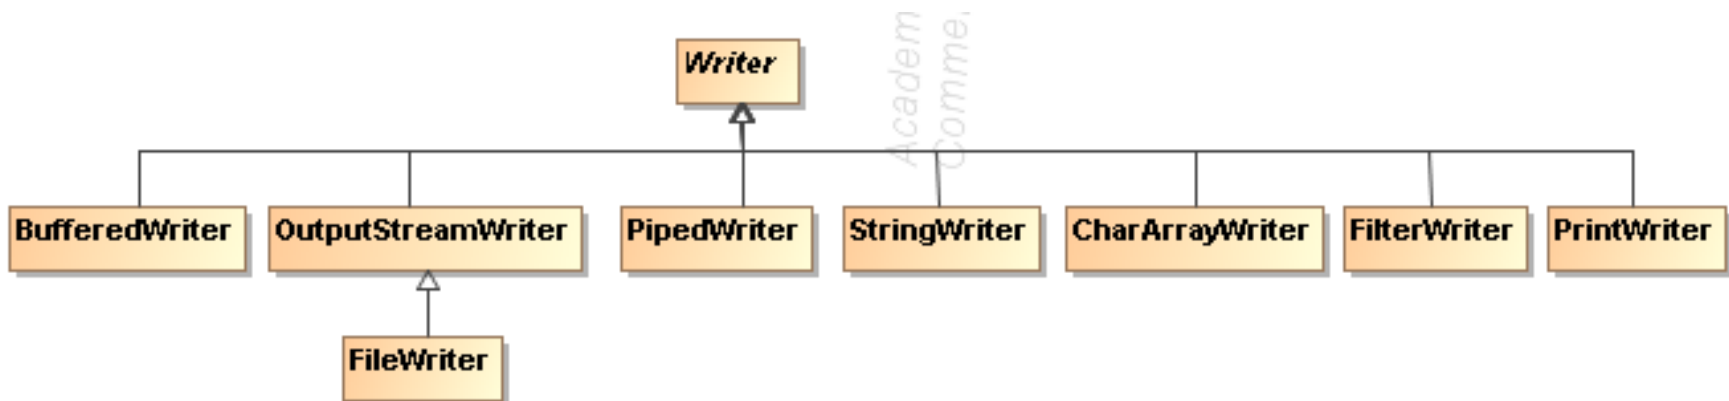 Writer
BufferedWriter
OutputStreamWriter
PipedWriter
StringWriter
CharArrayWriter
FilterWriter
PrintWriter
FileWriter